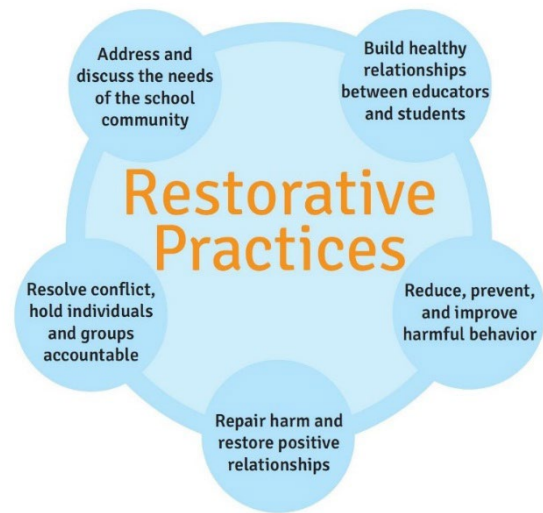 Address and
discuss the needs
of the school
community
Build healthy
relationships
between educators
and students
Restorative
Practices
Resolve conflict,
hold individuals
and groups
accountable
Reduce, prevent,
and improve
harmful behavior
Repair harm and
restore positive
relationships